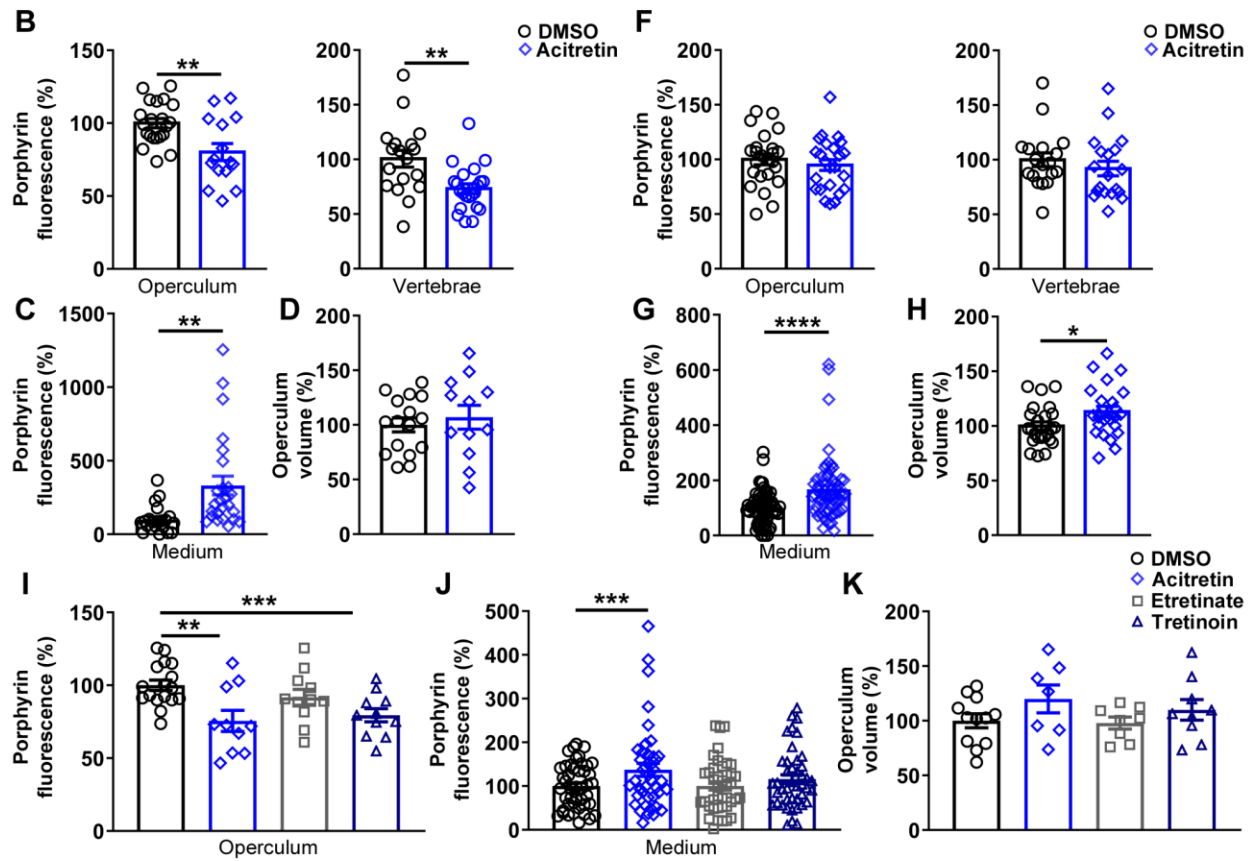 B
DMSO
Acitretin
Porphyrin
fluorescence (%)
150
100
50
0
**
Operculum
200
150
100
50
0
**
Vertebrae
F
DMSO
Acitretin
Porphyrin
fluorescence (%)
200
150
100
50
0
Operculum
200
150
100
50
0
Vertebrae
C
Porphyrin
fluorescence (%)
1500
1000
500
0
**
Medium
D
Operculum
volume (%)
200
150
100
50
0
G
Porphyrin
fluorescence (%)
800
600
400
200
0
****
Medium
H
Operculum
volume (%)
200
150
100
50
0
*
I
Porphyrin
fluorescence (%)
150
100
50
0
***
**
Operculum
J
Porphyrin
fluorescence (%)
500
400
300
200
100
0
***
Medium
K
DMSO
Acitretin
Etretinate
Tretinoin
Operculum
volume (%)
200
150
100
50
0